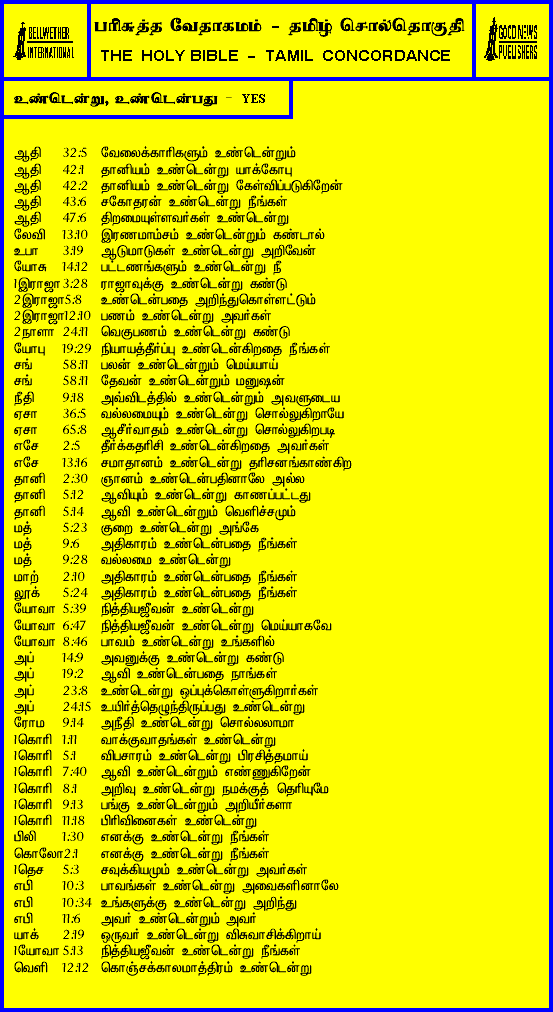 BELLWETHER
INTERNATIONAL
பரிசுத்த வேதாகமம் - தமிழ் சொல்தொகுதி
THE HOLY BIBLE - TAMIL CONCORDANCE
GOOD NEWS
PUBLISHERS
உண்டென்று, உண்டென்பது - YES
ஆதி 32:5 வேலைக்காரிகளும் உண்டென்றும்
ஆதி 42:1 தானியம் உண்டென்று யாக்கோபு
ஆதி 42:2 தானியம் உண்டென்று கேள்விப்படுகிறேன்
ஆதி 43:6 சகோதரன் உண்டென்று நீங்கள்
ஆதி 47:6 திறமையுள்ளவர்கள் உண்டென்று
லேவி 13:10 இரணமாம்சம் உண்டென்றும் கண்டால்
உபா 3:19 ஆடுமாடுகள் உண்டென்று அறிவேன்
யோசு 14:12 பட்டணங்களும் உண்டென்று நீ
1இராஜா 3:28 ராஜாவுக்கு உண்டென்று கண்டு
2இராஜா 5:8 உண்டென்பதை அறிந்துகொள்ளட்டும்
2இராஜா 12:10 பணம் உண்டென்று அவர்கள்
2நாளா 24:11 வெகுபணம் உண்டென்று கண்டு
யோபு 19:29 நியாயத்தீர்ப்பு உண்டென்கிறதை நீங்கள்
சங் 58:11 பலன் உண்டென்றும் மெய்யாய்
சங் 58:11 தேவன் உண்டென்றும் மனுஷன்
நீதி 9:18 அவ்விடத்தில் உண்டென்றும் அவளுடைய
ஏசா 36:5 வல்லமையும் உண்டென்று சொல்லுகிறாயே
ஏசா 65:8 ஆசீர்வாதம் உண்டென்று சொல்லுகிறபடி
எசே 2:5 தீர்க்கதரிசி உண்டென்கிறதை அவர்கள்
எசே 13:16 சமாதானம் உண்டென்று தரிசனங்காண்கிற
தானி 2:30 ஞானம் உண்டென்பதினாலே அல்ல
தானி 5:12 ஆவியும் உண்டென்று காணப்பட்டது
தானி 5:14 ஆவி உண்டென்றும் வெளிச்சமும்
மத் 5:23 குறை உண்டென்று அங்கே
மத் 9:6 அதிகாரம் உண்டென்பதை நீங்கள்
மத் 9:28 வல்லமை உண்டென்று
மாற் 2:10 அதிகாரம் உண்டென்பதை நீங்கள்
லூக் 5:24 அதிகாரம் உண்டென்பதை நீங்கள்
யோவா 5:39 நித்தியஜீவன் உண்டென்று
யோவா 6:47 நித்தியஜீவன் உண்டென்று மெய்யாகவே
யோவா 8:46 பாவம் உண்டென்று உங்களில்
அப் 14:9 அவனுக்கு உண்டென்று கண்டு
அப் 19:2 ஆவி உண்டென்பதை நாங்கள்
அப் 23:8 உண்டென்று ஒப்புக்கொள்ளுகிறார்கள்
அப் 24:15 உயிர்த்தெழுந்திருப்பது உண்டென்று
ரோம 9:14 அநீதி உண்டென்று சொல்லலாமா
1கொரி 1:11 வாக்குவாதங்கள் உண்டென்று
1கொரி 5:1 விபசாரம் உண்டென்று பிரசித்தமாய்
1கொரி 7:40 ஆவி உண்டென்றும் எண்ணுகிறேன்
1கொரி 8:1 அறிவு உண்டென்று நமக்குத் தெரியுமே
1கொரி 9:13 பங்கு உண்டென்றும் அறியீர்களா
1கொரி 11:18 பிரிவினைகள் உண்டென்று
பிலி 1:30 எனக்கு உண்டென்று நீங்கள்
கொலோ 2:1 எனக்கு உண்டென்று நீங்கள்
1தெச 5:3 சவுக்கியமும் உண்டென்று அவர்கள்
எபி 10:3 பாவங்கள் உண்டென்று அவைகளினாலே
எபி 10:34 உங்களுக்கு உண்டென்று அறிந்து
எபி 11:6 அவர் உண்டென்றும் அவர்
யாக் 2:19 ஒருவர் உண்டென்று விசுவாசிக்கிறாய்
1யோவா 5:13 நித்தியஜீவன் உண்டென்று நீங்கள்
வெளி 12:12 கொஞ்சக்காலமாத்திரம் உண்டென்று